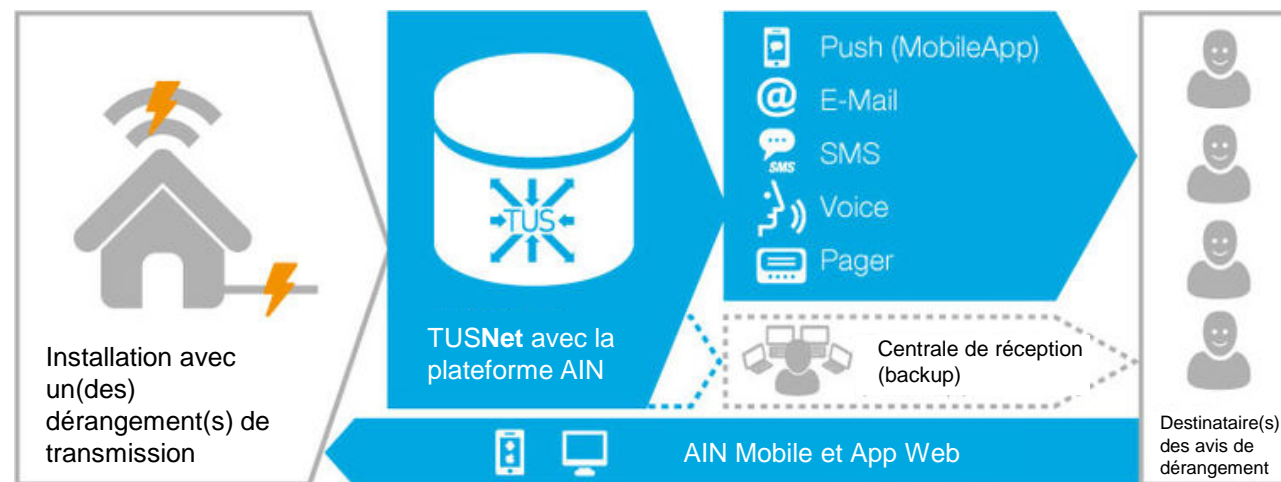 Installation avec
un(des)
dérangement(s) de
transmission
TUS
TUSNet avec la
plateforme AIN
Push (MobileApp)
@ E-Mail
SMS
SMS
Voice
Pager
Centrale de réception
(backup)
AIN Mobile et App Web
Destinataire(s)
des avis de
dérangement